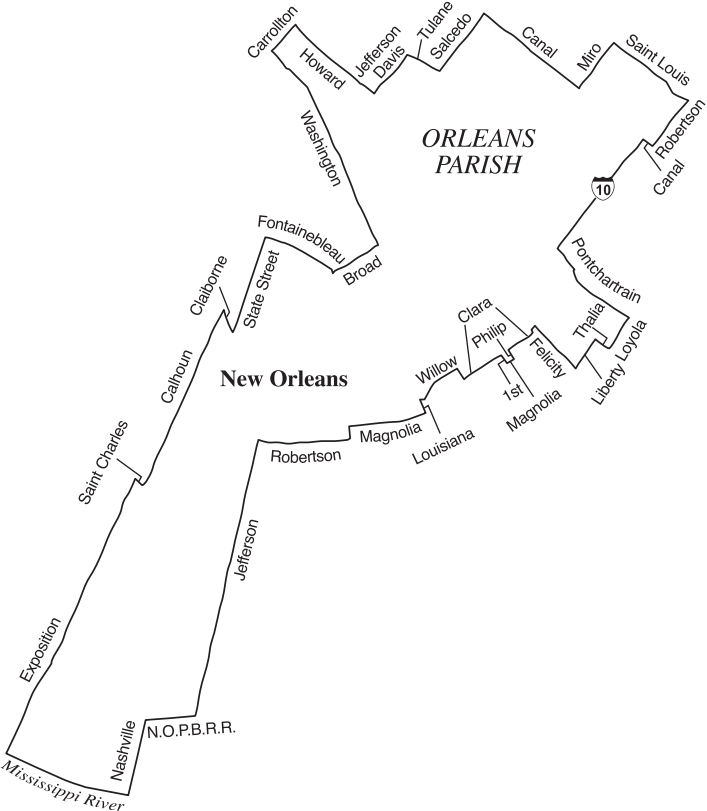 Carrollton
Howard
Jefferson
Davis
Tulane
Salcedo
Canal
Miro
Saint Louis
Robertson
Canal
10
ORLEANS
PARISH
Washington
Fontainebleau
Broad
State Street
Claiborne
Pontchartrain
Thalia
Loyola
Liberty
Felicity
Clara
Philip
1st
Magnolia
Willow
Louisiana
Magnolia
Robertson
New Orleans
Calhoun
Saint Charles
Jefferson
Exposition
Nashville
N.O.P.B.R.R.
Mississippi River